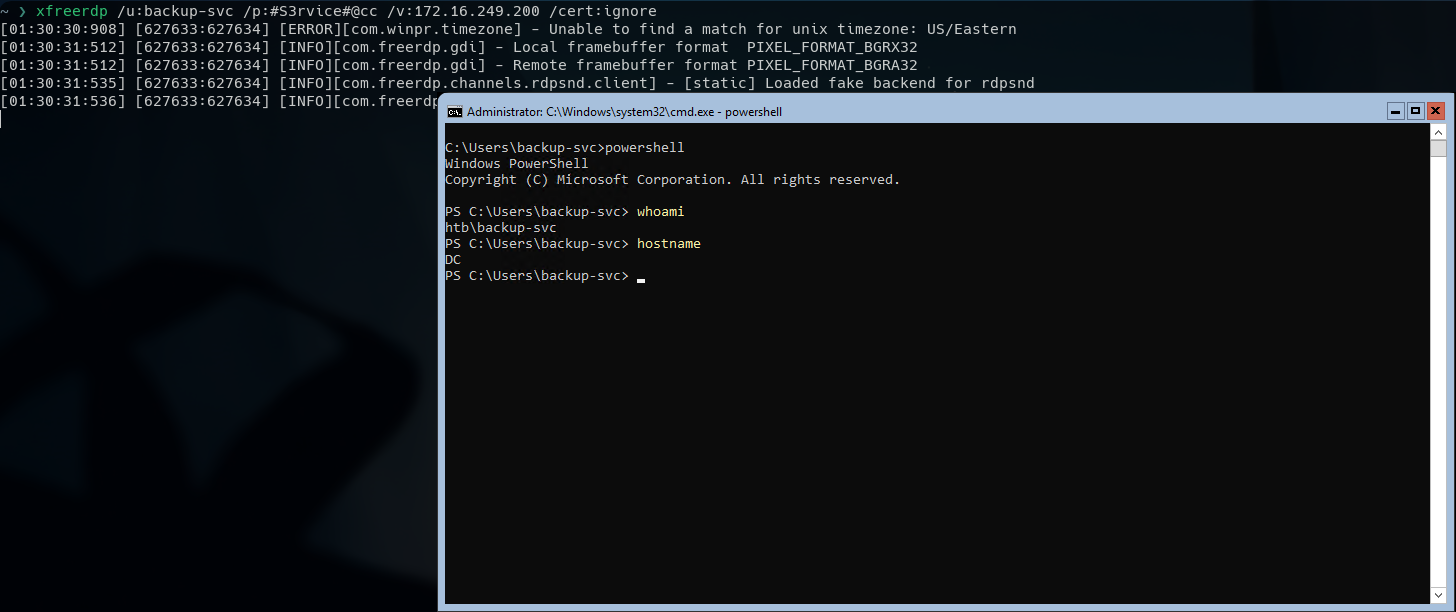 ~ ❯ xfreerdp /u:backup-svc /p:#S3rvice#@cc /v:172.16.249.200 /cert:ignore
[01:30:30:908] [627633:627634] [ERROR][com.winpr.timezone] - Unable to find a match for unix timezone: US/Eastern
[01:30:31:512] [627633:627634] [INFO][com.freerdp.gdi] - Local framebuffer format  PIXEL_FORMAT_BGRX32
[01:30:31:512] [627633:627634] [INFO][com.freerdp.gdi] - Remote framebuffer format PIXEL_FORMAT_BGRA32
[01:30:31:535] [627633:627634] [INFO][com.freerdp.channels.rdpsnd.client] - [static] Loaded fake backend for rdpsnd
[01:30:31:536] [627633:627634] [INFO][com.freerdp
Administrator: C:\Windows\system32\cmd.exe - powershell
C:\Users\backup-svc>powershell
Windows PowerShell
Copyright (C) Microsoft Corporation. All rights reserved.
PS C:\Users\backup-svc> whoami
htb\backup-svc
PS C:\Users\backup-svc> hostname
DC
PS C:\Users\backup-svc>